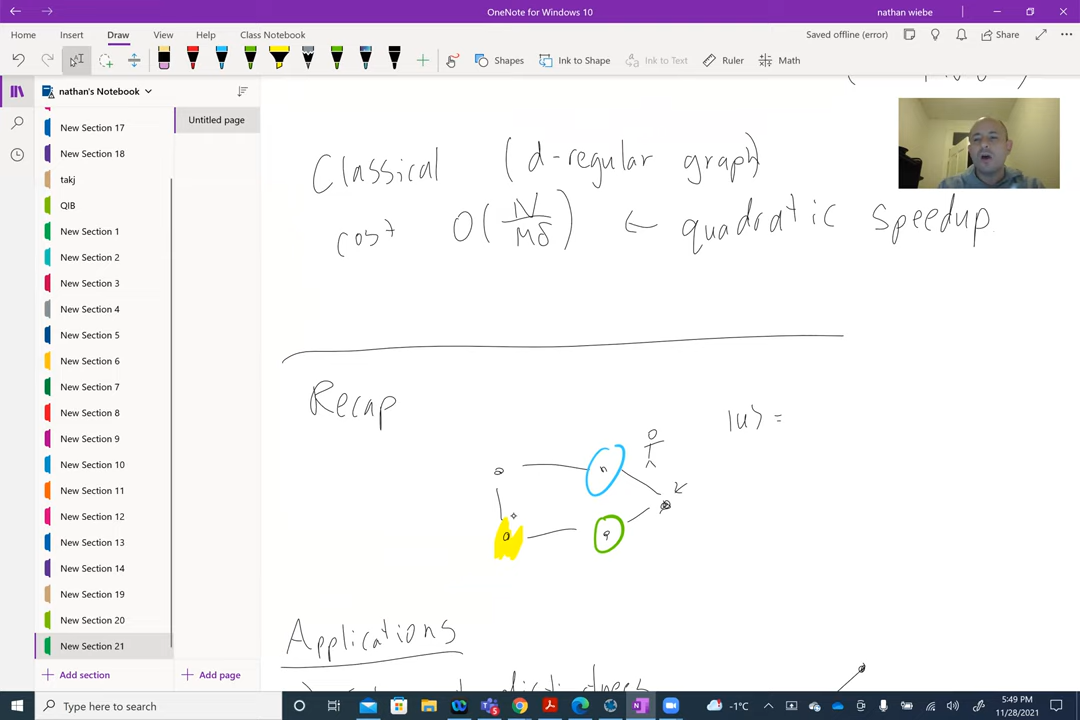 OneNote for Windows 10
nathan wiebe
Home Insert Draw View Help Class Notebook
Saved offline (error)
Share
Shapes
Ink to Shape
Ink to Text
Ruler
Math
nathan's Notebook
Untitled page
New Section 17
New Section 18
takj
QIB
New Section 1
New Section 2
New Section 3
New Section 4
New Section 5
New Section 6
New Section 7
New Section 8
New Section 9
New Section 10
New Section 11
New Section 12
New Section 13
New Section 14
New Section 19
New Section 20
New Section 21
Add section
Add page
Classical (d-regular graph)
cost O(N/Mδ) ← quadratic speedup
Recap
|u> =
Applications
Type here to search
-1°C
5:49 PM
11/28/2021